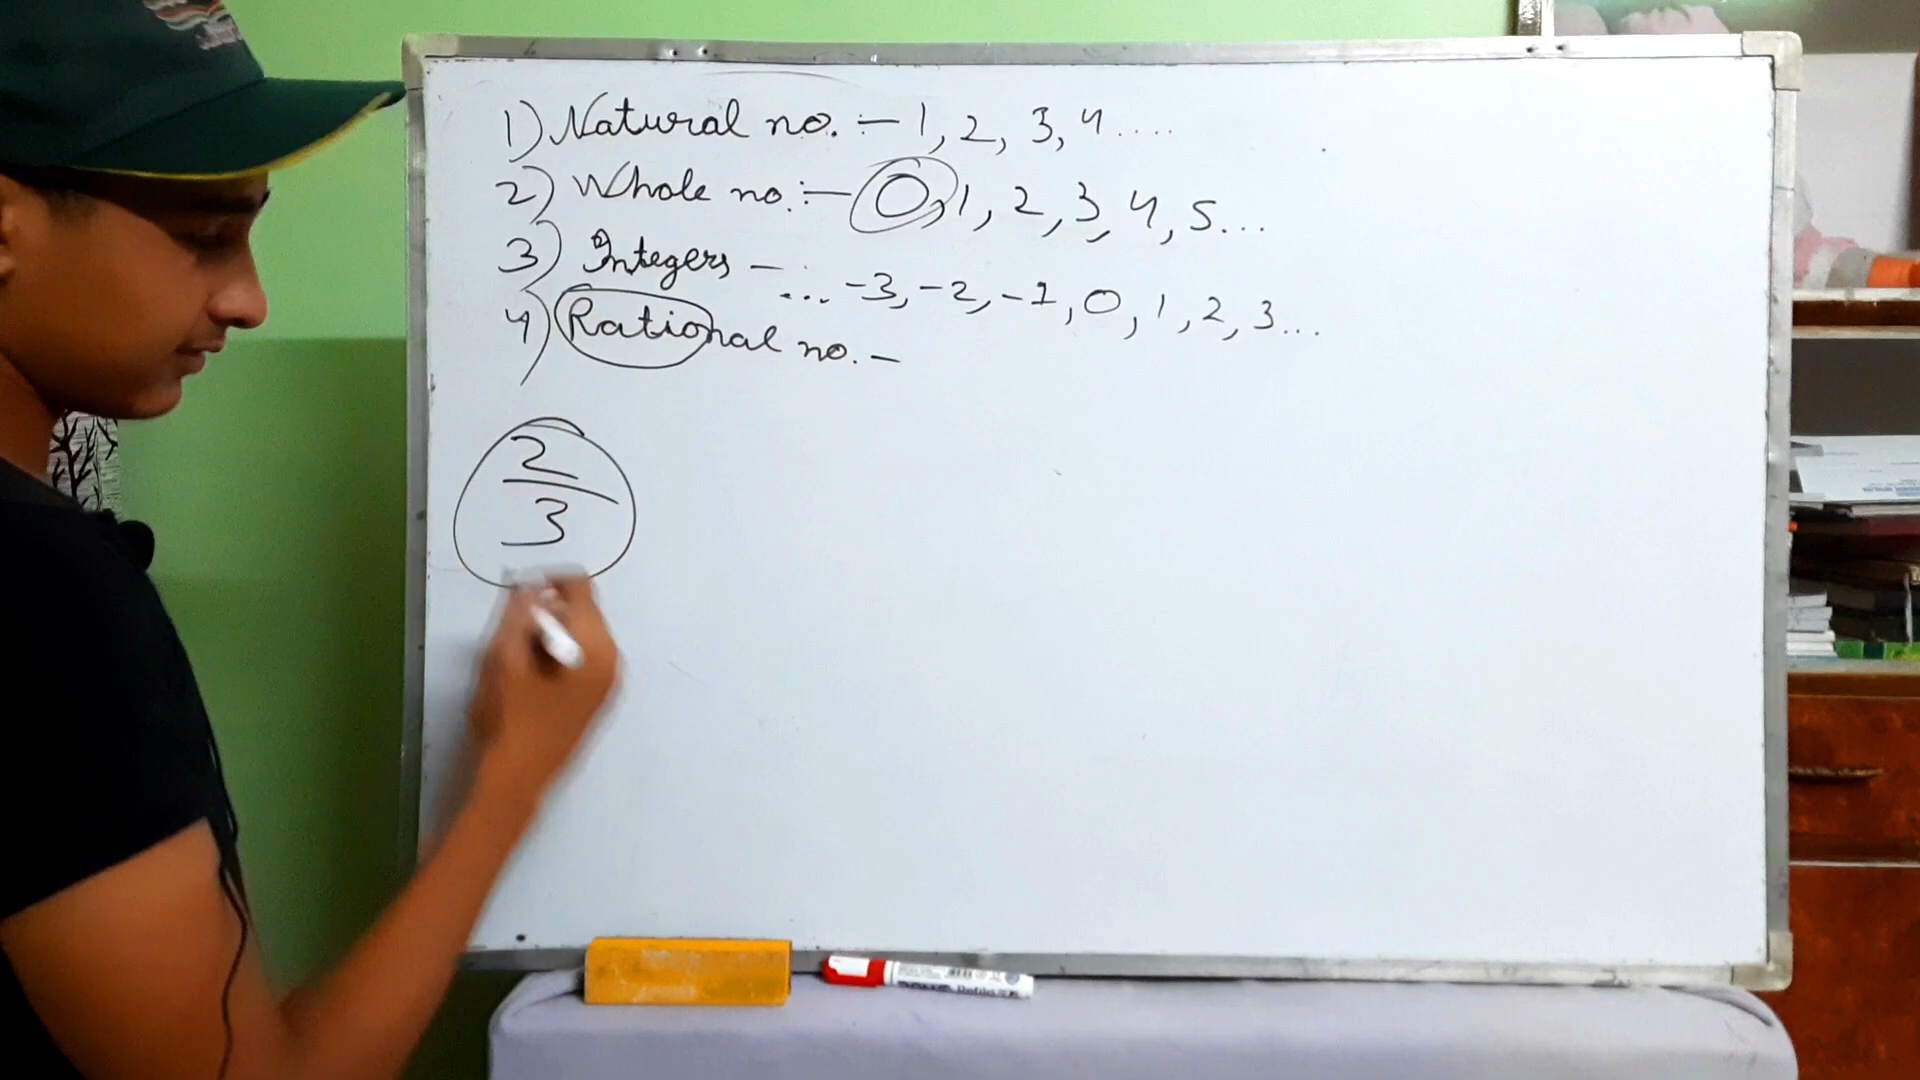 1) Natural no. :- 1, 2, 3, 4....
2) Whole no. :- 0, 1, 2, 3, 4, 5...
3) Integers - ... -3, -2, -1, 0, 1, 2, 3...
4) Rational no. -
2
3